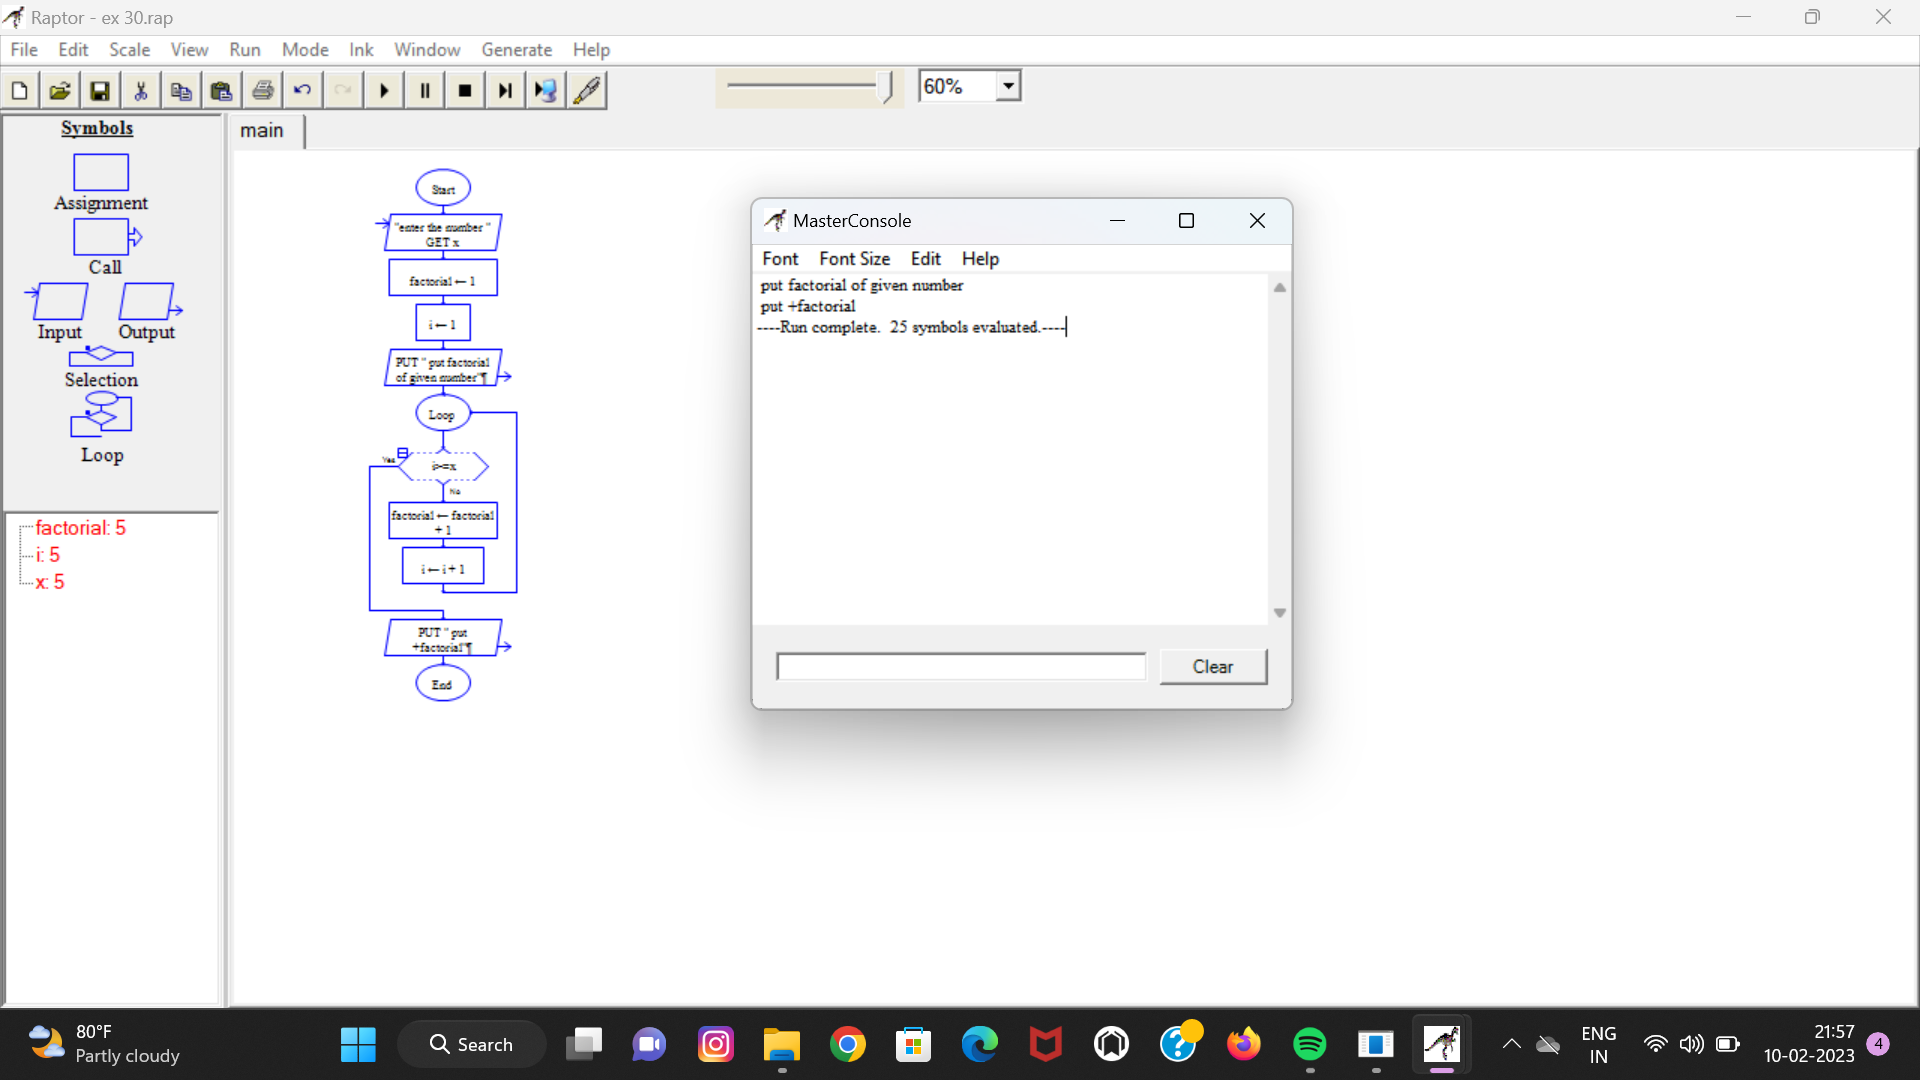 Raptor - ex 30.rap
File Edit Scale View Run Mode Ink Window Generate Help
60%
Symbols
Assignment
Call
Input Output
Selection
Loop
factorial: 5
i: 5
x: 5
main
Start
"enter the number "
GET x
factorial ← 1
i ← 1
PUT " put factorial
of given number"¶
Loop
Yes
i>=x
No
factorial ← factorial
+ 1
i ← i + 1
PUT " put
+factorial"¶
End
MasterConsole
Font Font Size Edit Help
put factorial of given number
put +factorial
----Run complete.  25 symbols evaluated.----
Clear
80°F
Partly cloudy
Search
ENG
IN
21:57
10-02-2023
4